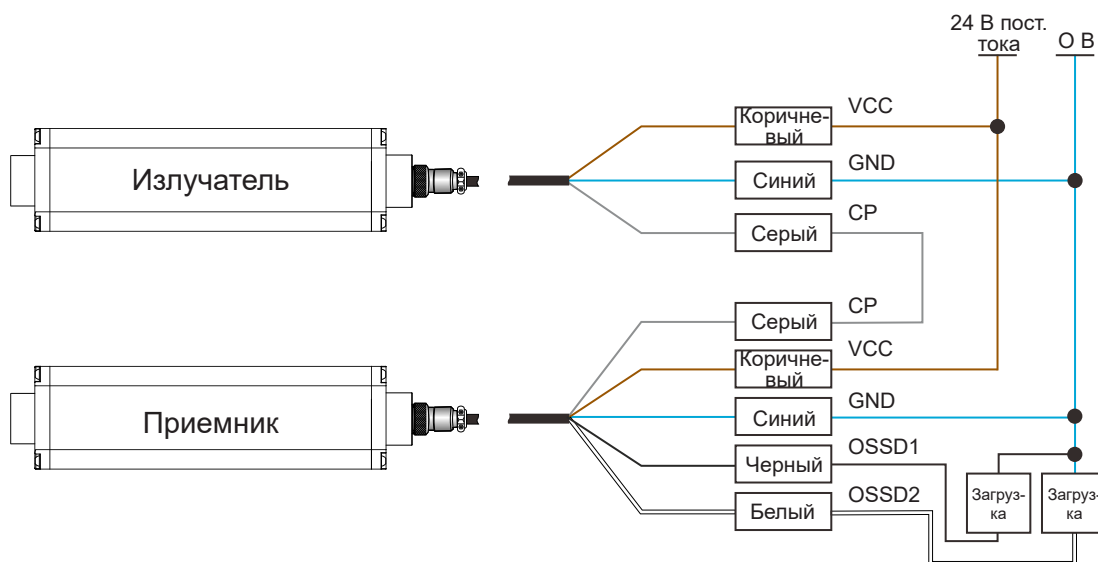 24 В пост.
тока
О В
Коричне-
вый
VCC
Излучатель
Синий
GND
Серый
CP
Серый
CP
Коричне-
вый
VCC
Приемник
Синий
GND
Черный
OSSD1
Белый
OSSD2
Загруз-
ка
Загруз-
ка